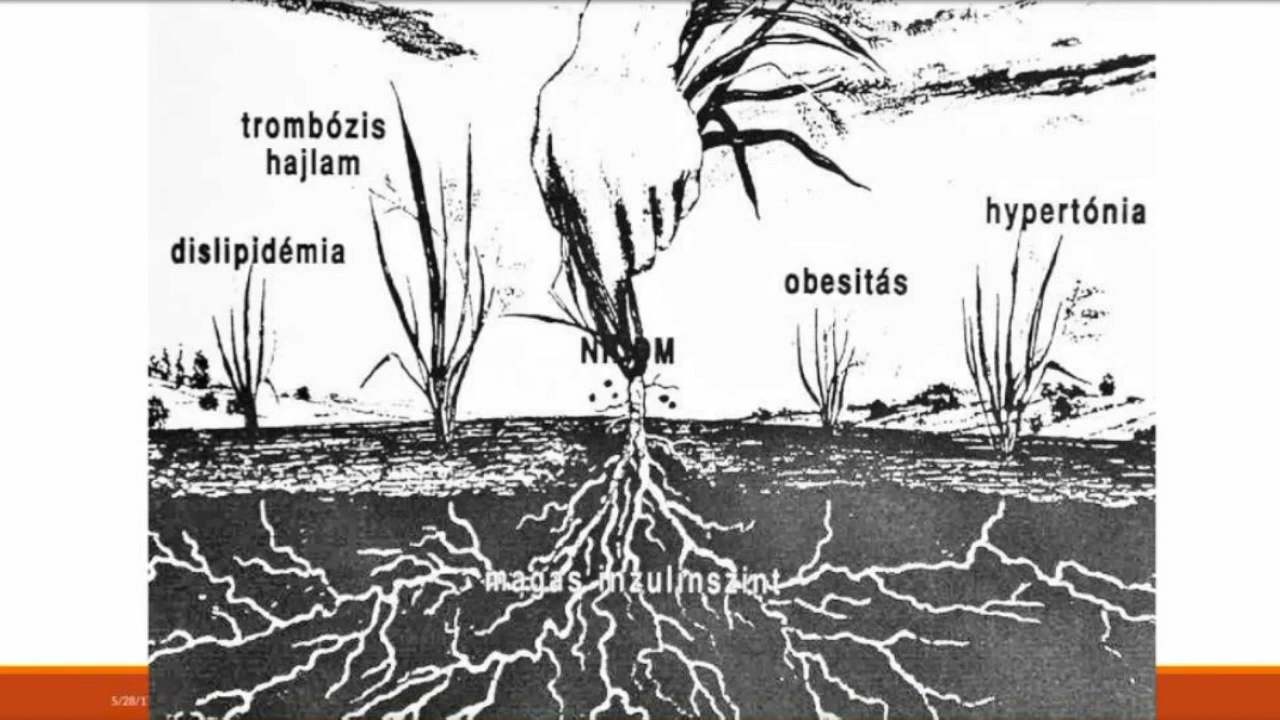 trombózis
hajlam
hypertónia
dislipidémia
obesitás
magas inzulinszint